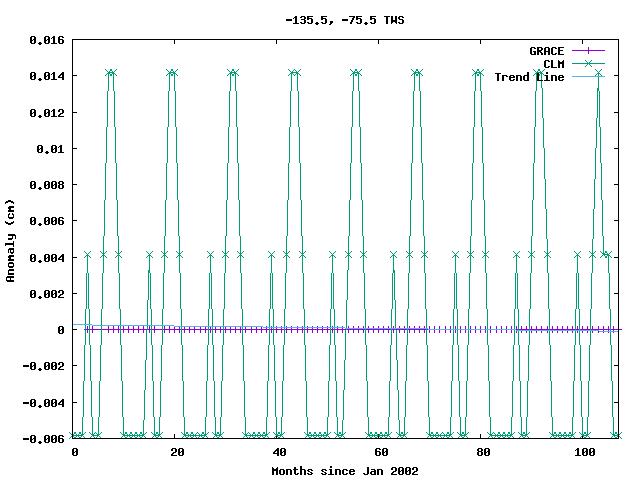 -135.5, -75.5 TWS
0.016
0.014
0.012
0.01
0.008
0.006
0.004
0.002
0
-0.002
-0.004
-0.006
Anomaly (cm)
GRACE
CLM
Trend Line
0 20 40 60 80 100
Months since Jan 2002